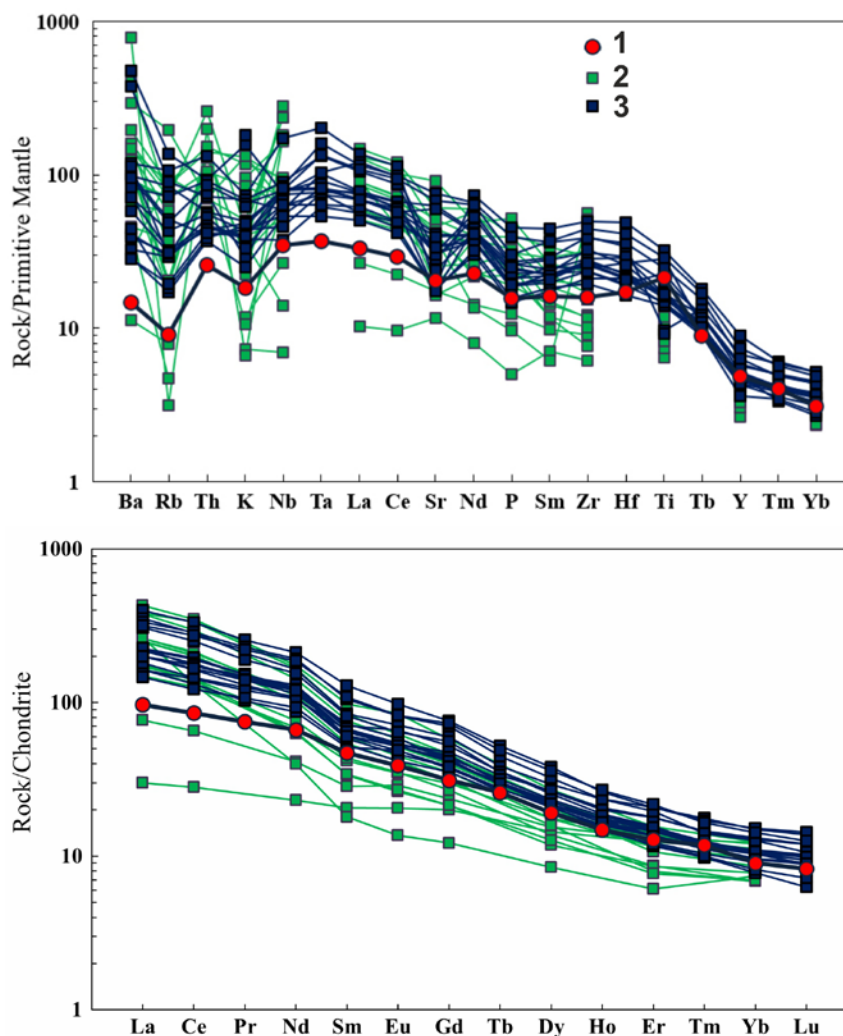 1000
1
2
3
100
10
1
Rock/Primitive Mantle
Ba Rb Th K Nb Ta La Ce Sr Nd P Sm Zr Hf Ti Tb Y Tm Yb
1000
100
10
1
Rock/Chondrite
La Ce Pr Nd Sm Eu Gd Tb Dy Ho Er Tm Yb Lu